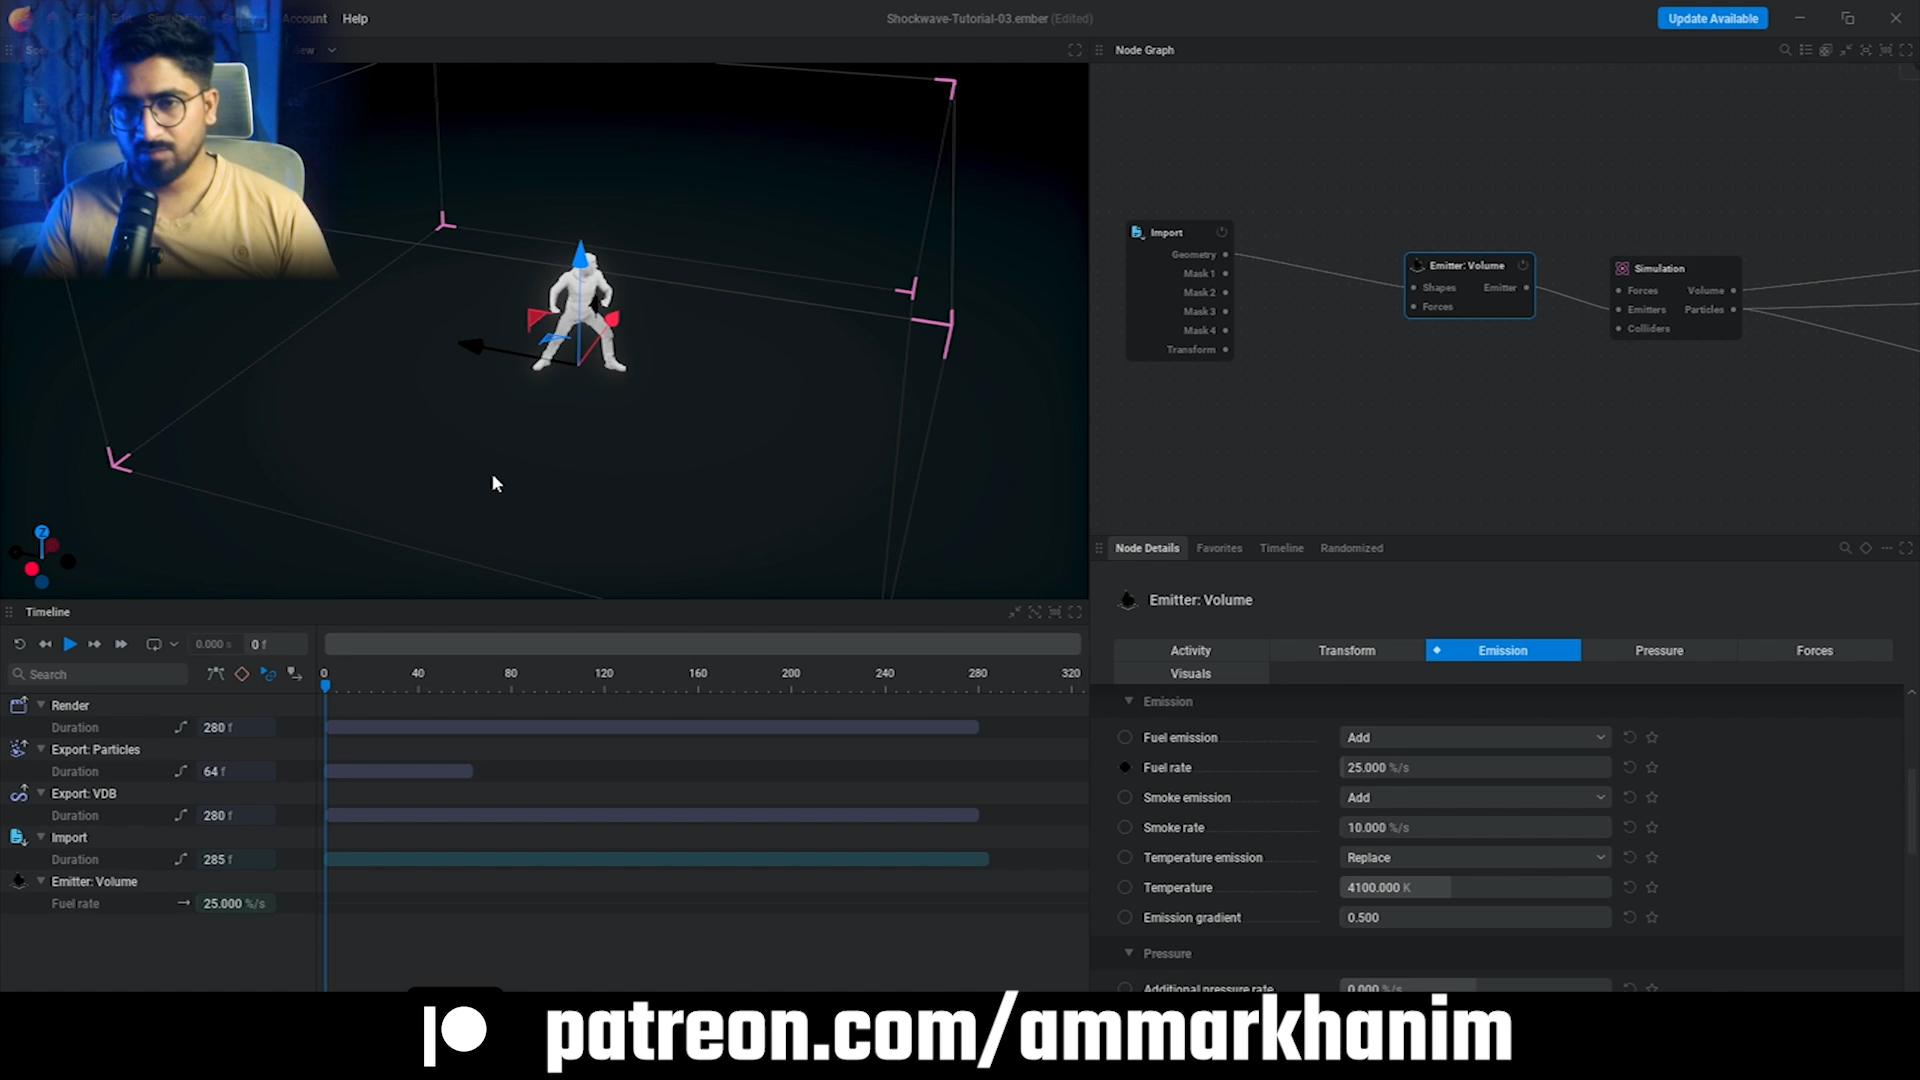 Account
Help
Shockwave-Tutorial-03.ember (Edited)
Update Available
Node Graph
Import
Geometry
Mask 1
Mask 2
Mask 3
Mask 4
Transform
Emitter: Volume
Shapes Emitter
Forces
Simulation
Forces Volume
Emitters Particles
Colliders
Z
Node Details
Favorites
Timeline
Randomized
Emitter: Volume
Activity
Transform
Emission
Pressure
Forces
Visuals
Emission
Fuel emission Add
Fuel rate 25.000 %/s
Smoke emission Add
Smoke rate 10.000 %/s
Temperature emission Replace
Temperature 4100.000 K
Emission gradient 0.500
Pressure
Additional pressure rate 0.000 %/s
Timeline
0.000 s 0 f
Search
0 40 80 120 160 200 240 280 320
Render
Duration 280 f
Export: Particles
Duration 64 f
Export: VDB
Duration 280 f
Import
Duration 285 f
Emitter: Volume
Fuel rate 25.000 %/s
patreon.com/ammarkhanim